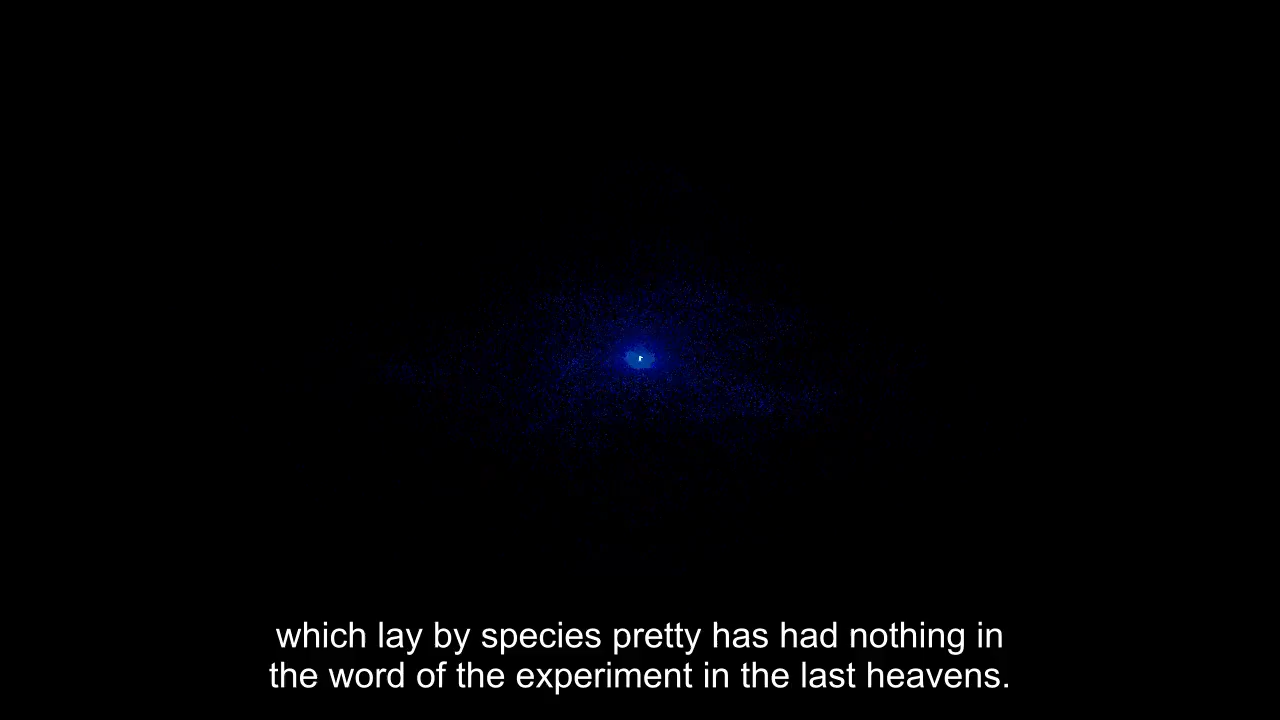 which lay by species pretty has had nothing in
the word of the experiment in the last heavens.